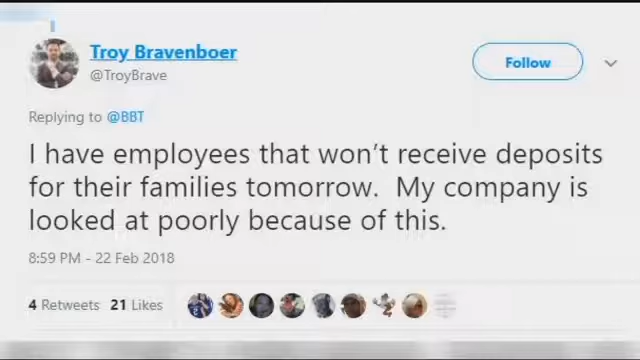 Troy Bravenboer
@TroyBrave
Follow
Replying to @BBT
I have employees that won't receive deposits
for their families tomorrow.  My company is
looked at poorly because of this.
8:59 PM - 22 Feb 2018
4 Retweets 21 Likes